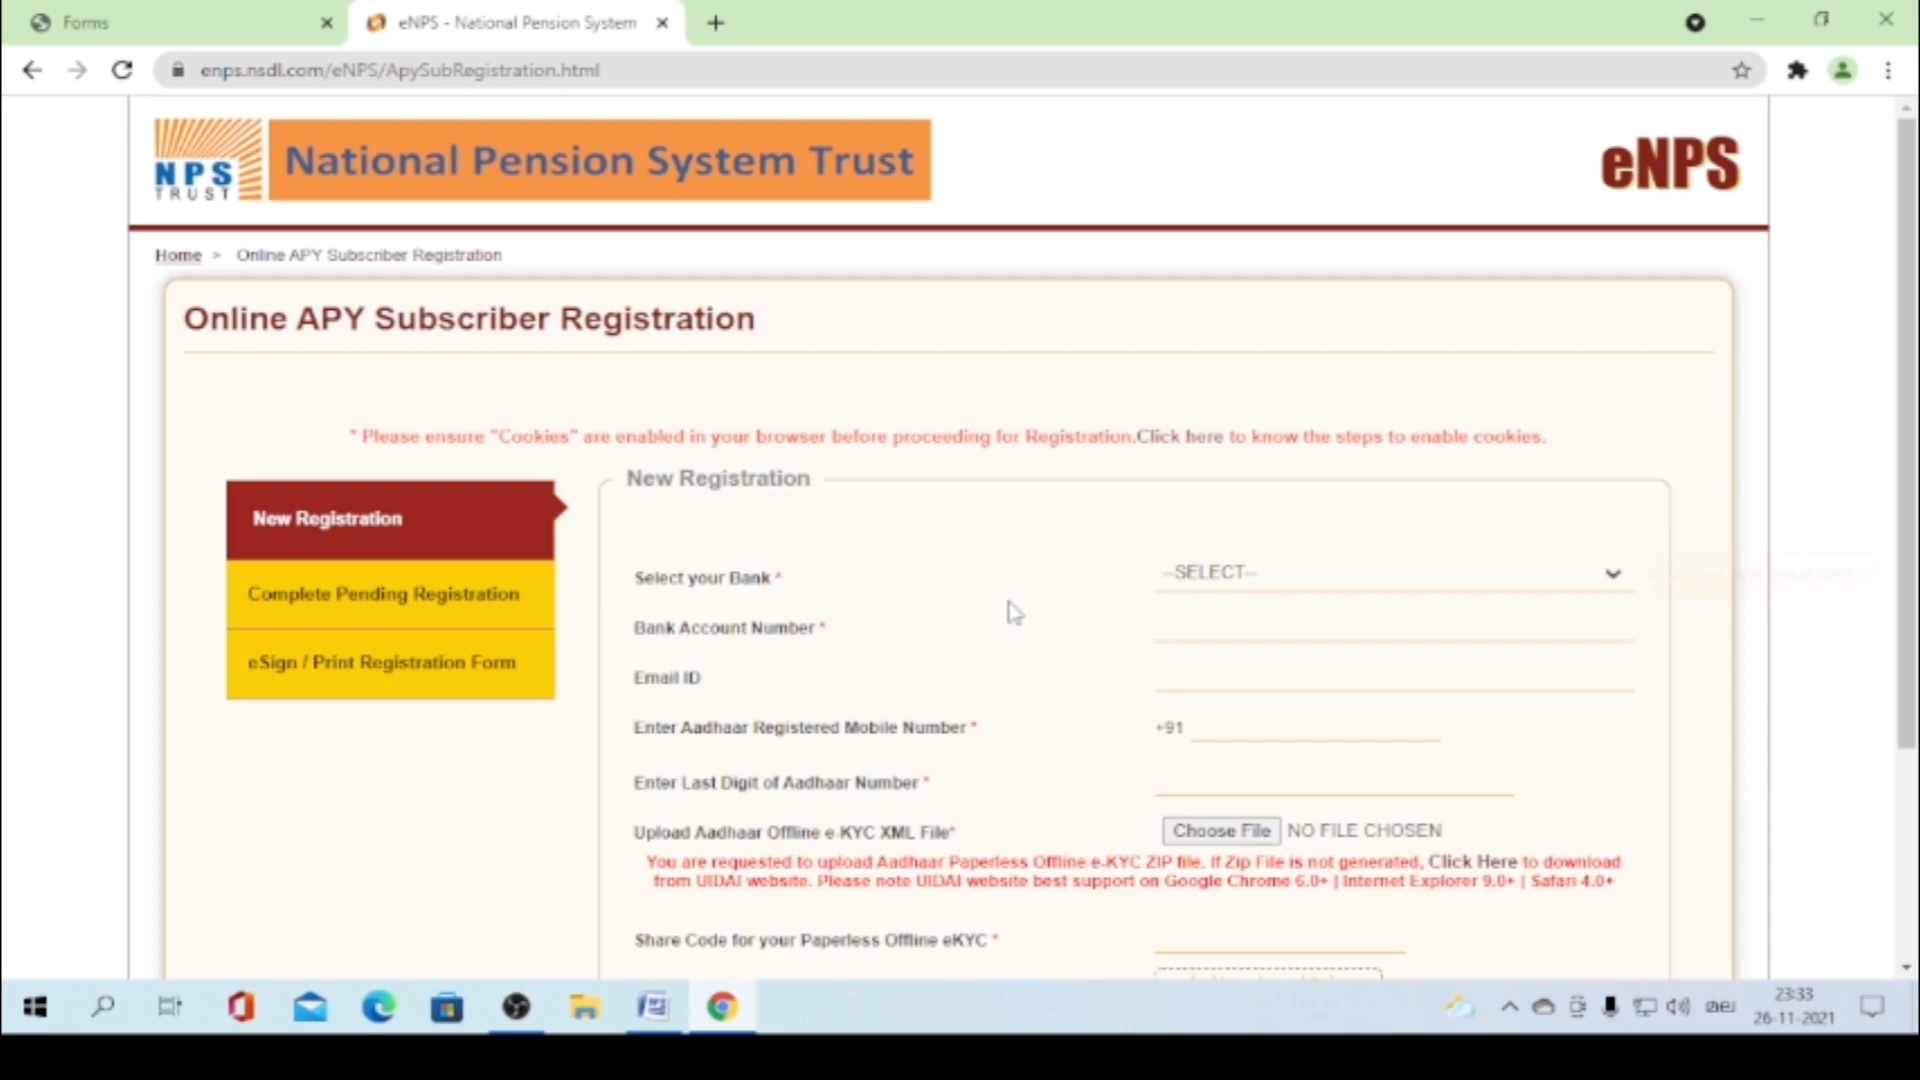 Forms
eNPS - National Pension System
enps.nsdl.com/eNPS/ApySubRegistration.html
NPS
TRUST
National Pension System Trust
eNPS
Home > Online APY Subscriber Registration
Online APY Subscriber Registration
* Please ensure "Cookies" are enabled in your browser before proceeding for Registration.Click here to know the steps to enable cookies.
New Registration
New Registration
Complete Pending Registration
eSign / Print Registration Form
Select your Bank *
--SELECT--
Bank Account Number *
Email ID
Enter Aadhaar Registered Mobile Number *
+91
Enter Last Digit of Aadhaar Number *
Upload Aadhaar Offline e-KYC XML File*
Choose File NO FILE CHOSEN
You are requested to upload Aadhaar Paperless Offline e-KYC ZIP file. If Zip File is not generated, Click Here to download
from UIDAI website. Please note UIDAI website best support on Google Chrome 6.0+ | Internet Explorer 9.0+ | Safari 4.0+
Share Code for your Paperless Offline eKYC *
23:33
26-11-2021